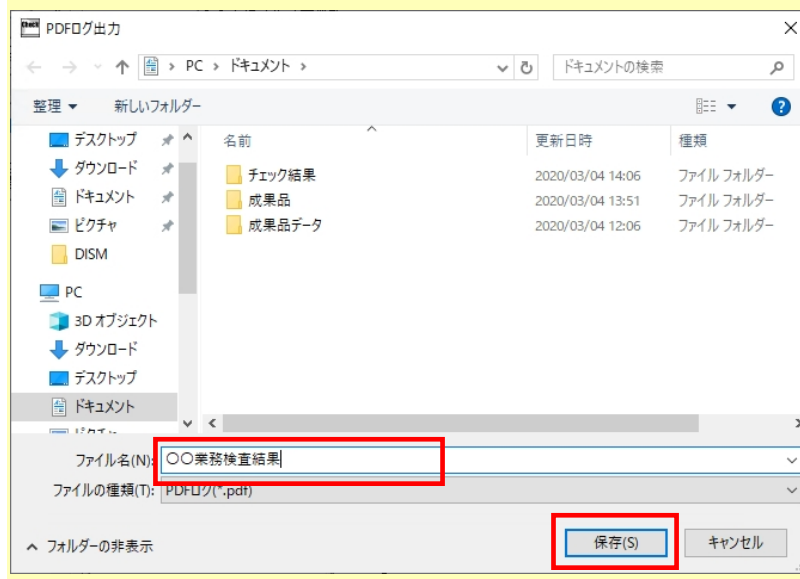 Check PDFログ出力
PC › ドキュメント ›
ドキュメントの検索
整理
新しいフォルダー
名前 更新日時 種類
デスクトップ
ダウンロード
ドキュメント
ピクチャ
DISM
PC
3D オブジェクト
ダウンロード
デスクトップ
ドキュメント
チェック結果 2020/03/04 14:06 ファイル フォルダー
成果品 2020/03/04 13:51 ファイル フォルダー
成果品データ 2020/03/04 12:06 ファイル フォルダー
ファイル名(N): 〇〇業務検査結果
ファイルの種類(T): PDFログ(*.pdf)
フォルダーの非表示
保存(S)
キャンセル